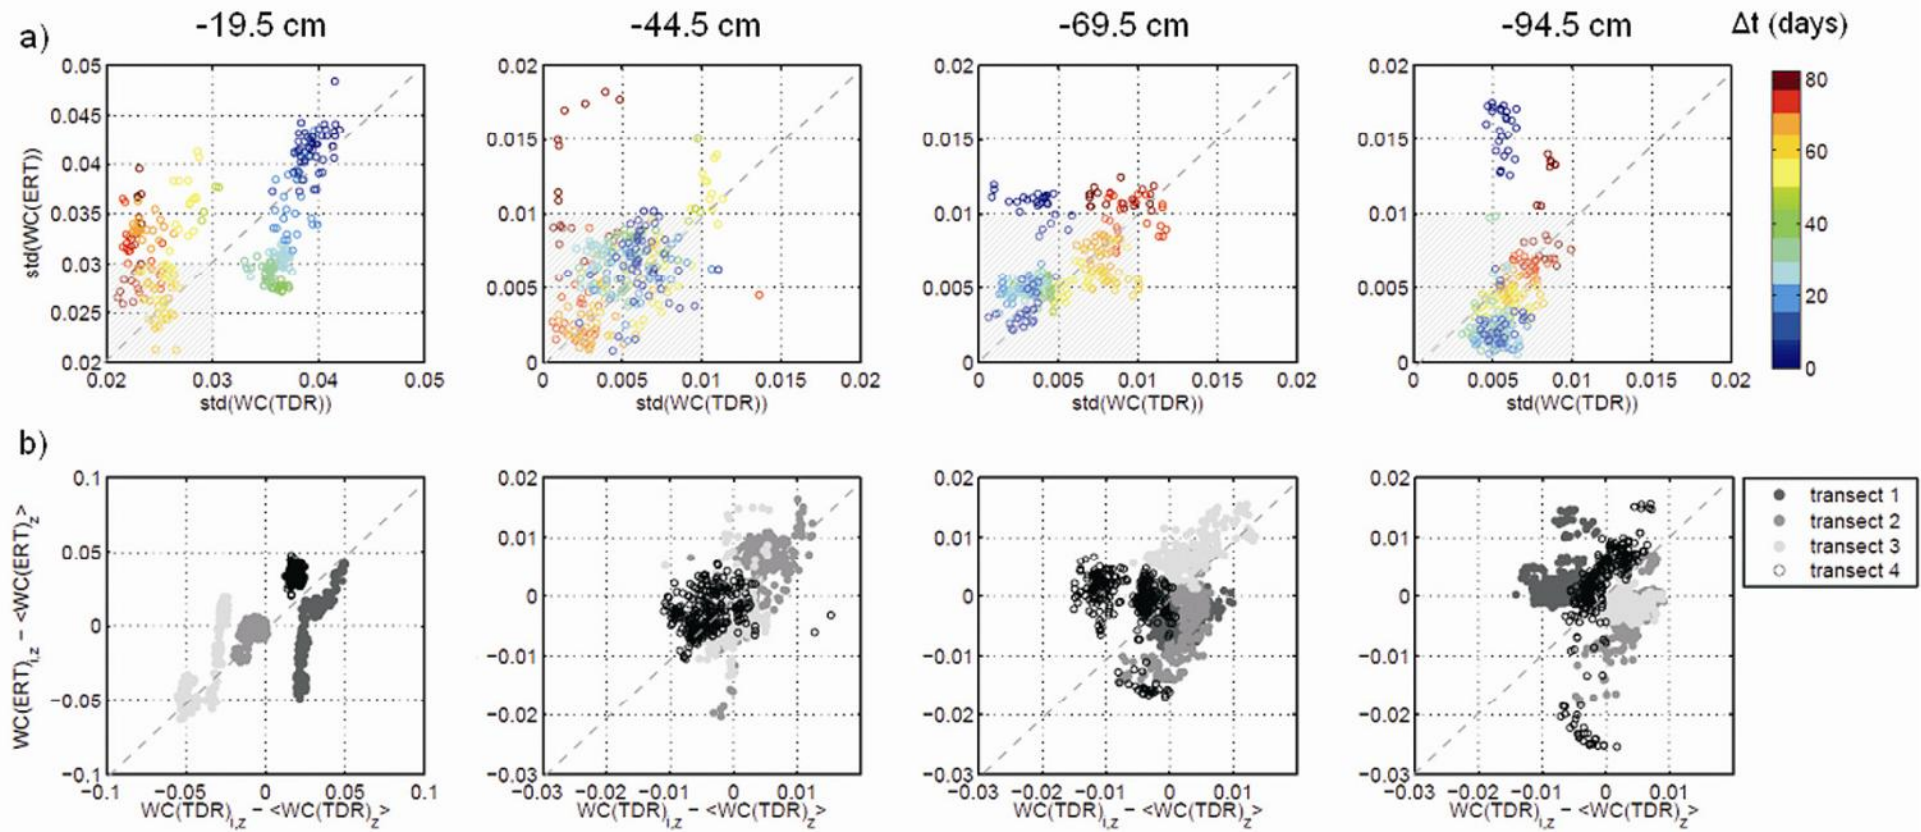 -19.5 cm -44.5 cm -69.5 cm -94.5 cm Δt (days)
a)
0.05 0.02 0.02 0.02 80
0.045 0.015 0.015 0.015
0.04 60
0.035 0.01 0.01 0.01
0.03 40
0.025 0.005 0.005 0.005 20
0.02 0 0 0 0
std(WC(ERT))
0.02 0.03 0.04 0.05 0 0.005 0.01 0.015 0.02 0 0.005 0.01 0.015 0.02 0 0.005 0.01 0.015 0.02
std(WC(TDR)) std(WC(TDR)) std(WC(TDR)) std(WC(TDR))
b)
0.1 0.02 0.02 0.02
0.05 0.01 0.01 0.01
0 0 0 0
−0.01 −0.01 −0.01
−0.05 −0.02 −0.02 −0.02
−0.1 −0.03 −0.03 −0.03
WC(ERT)i,z − <WC(ERT)z>
−0.1 −0.05 0 0.05 0.1 −0.03 −0.02 −0.01 0 0.01 −0.03 −0.02 −0.01 0 0.01 −0.03 −0.02 −0.01 0 0.01
WC(TDR)i,z − <WC(TDR)z> WC(TDR)i,z − <WC(TDR)z> WC(TDR)i,z − <WC(TDR)z> WC(TDR)i,z − <WC(TDR)z>
transect 1
transect 2
transect 3
transect 4